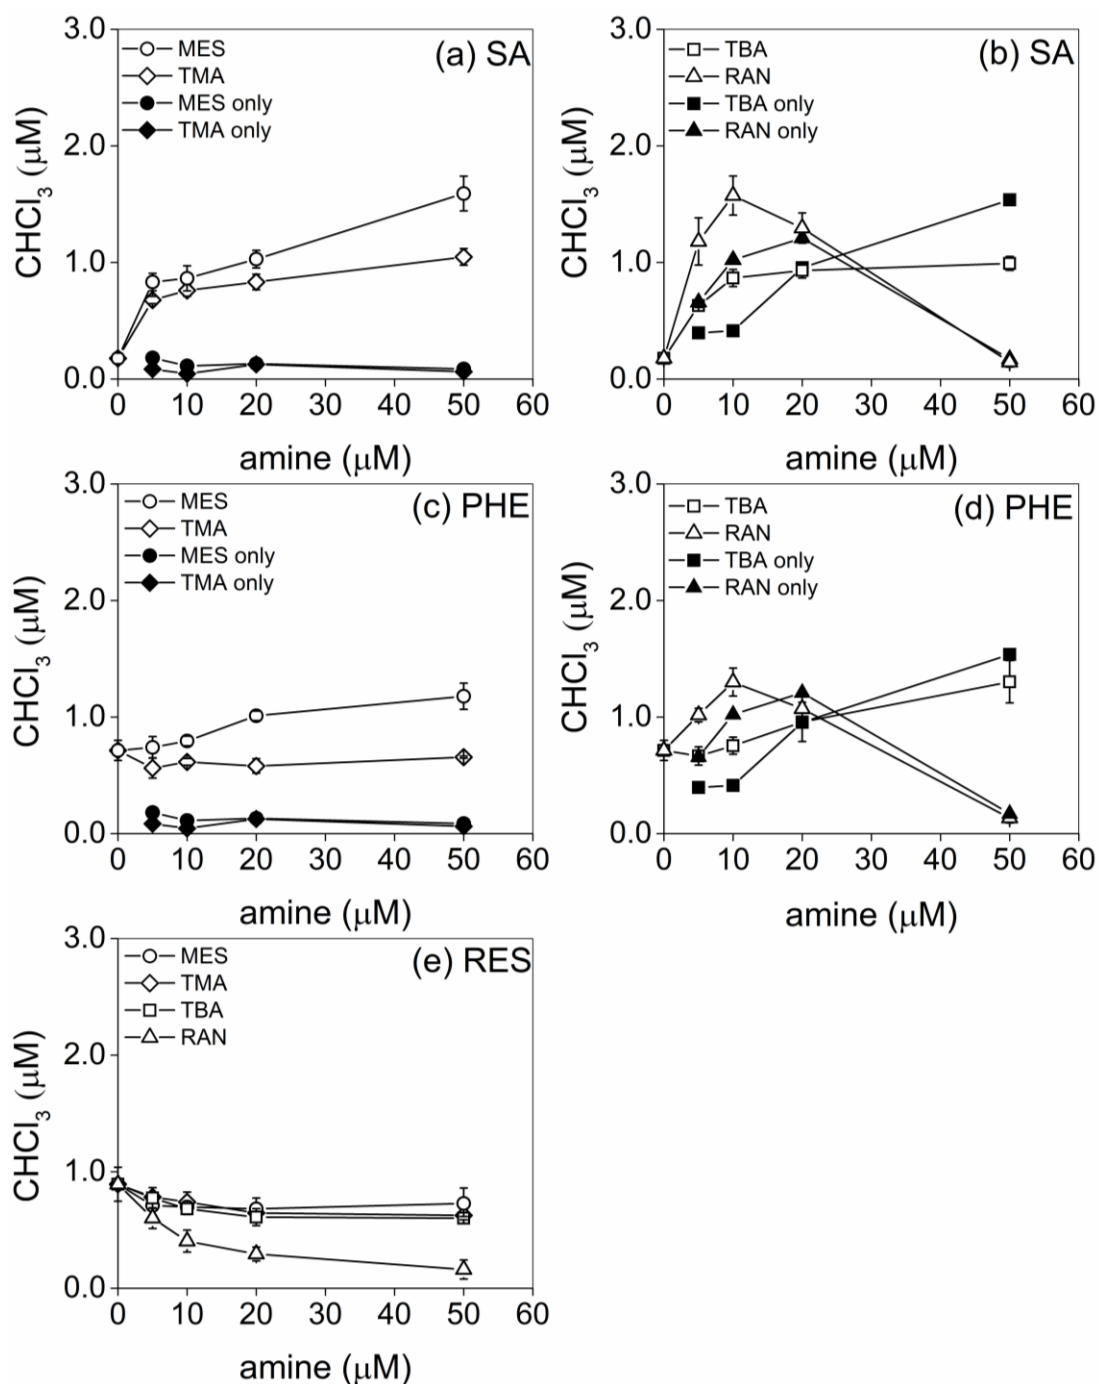 (a) SA
MES
TMA
MES only
TMA only
CHCl3 (μM)
3.0
2.0
1.0
0.0
0 10 20 30 40 50 60
amine (μM)
(b) SA
TBA
RAN
TBA only
RAN only
CHCl3 (μM)
3.0
2.0
1.0
0.0
0 10 20 30 40 50 60
amine (μM)
(c) PHE
MES
TMA
MES only
TMA only
CHCl3 (μM)
3.0
2.0
1.0
0.0
0 10 20 30 40 50 60
amine (μM)
(d) PHE
TBA
RAN
TBA only
RAN only
CHCl3 (μM)
3.0
2.0
1.0
0.0
0 10 20 30 40 50 60
amine (μM)
(e) RES
MES
TMA
TBA
RAN
CHCl3 (μM)
3.0
2.0
1.0
0.0
0 10 20 30 40 50 60
amine (μM)